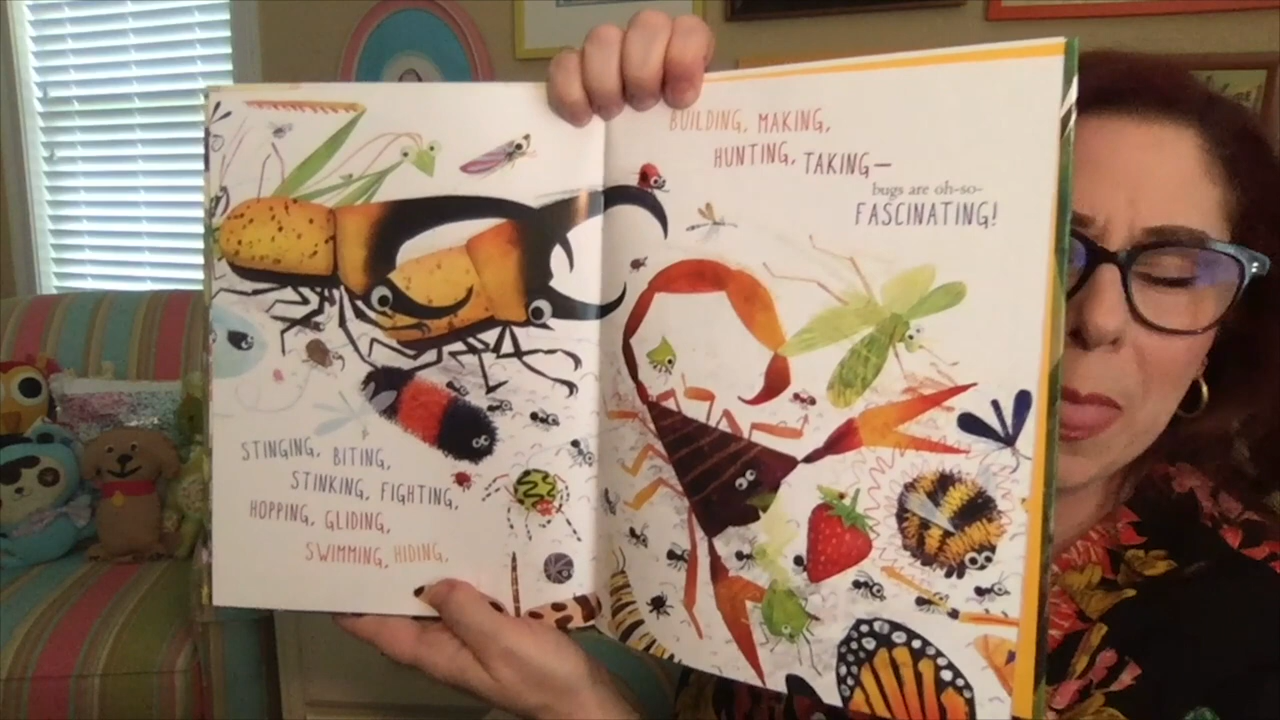 STINGING, BITING,
STINKING, FIGHTING,
HOPPING, GLIDING,
SWIMMING, HIDING,
BUILDING, MAKING,
HUNTING, TAKING—
bugs are oh-so-
FASCINATING!